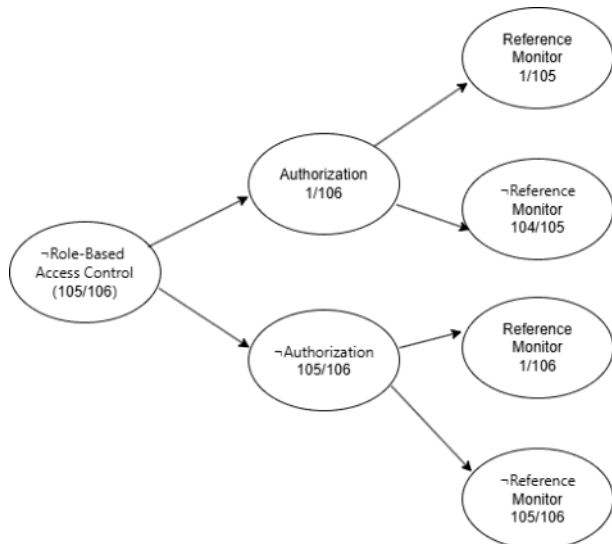 Reference
Monitor
1/105
Authorization
1/106
¬Reference
Monitor
104/105
¬Role-Based
Access Control
(105/106)
¬Authorization
105/106
Reference
Monitor
1/106
¬Reference
Monitor
105/106